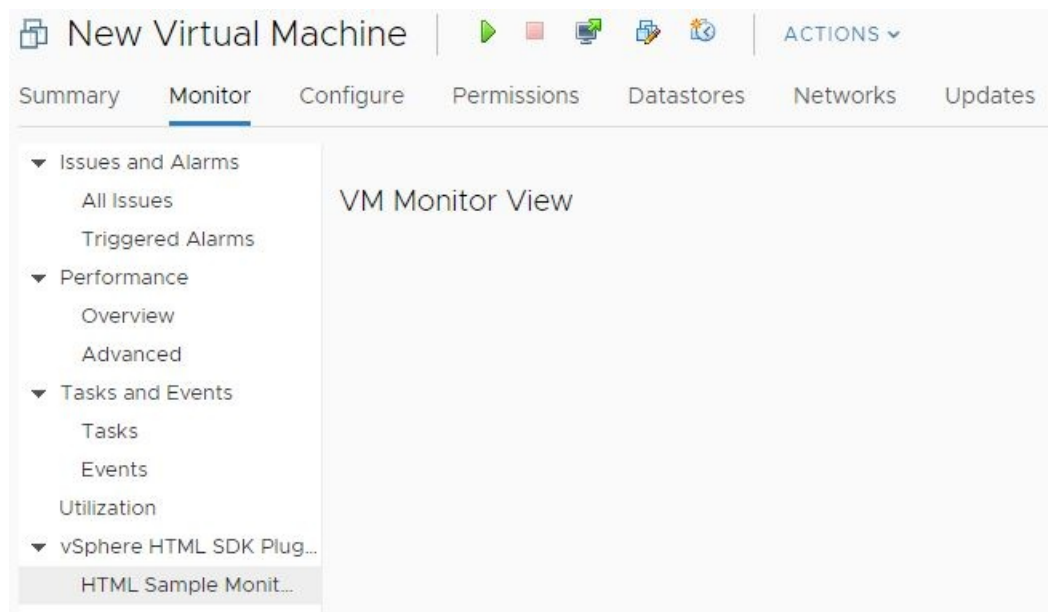 New Virtual Machine
ACTIONS
Summary Monitor Configure Permissions Datastores Networks Updates
Issues and Alarms
All Issues
Triggered Alarms
Performance
Overview
Advanced
Tasks and Events
Tasks
Events
Utilization
vSphere HTML SDK Plug...
HTML Sample Monit...
VM Monitor View